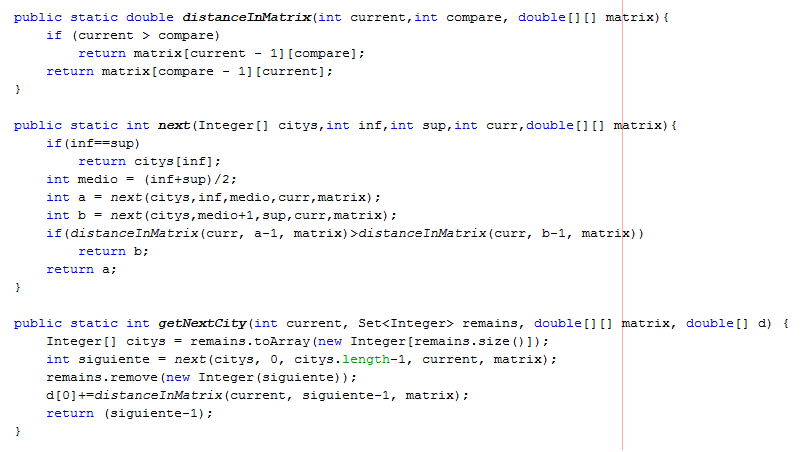 public static double distanceInMatrix(int current,int compare, double[][] matrix){
    if (current > compare)
        return matrix[current - 1][compare];
    return matrix[compare - 1][current];
}

public static int next(Integer[] citys,int inf,int sup,int curr,double[][] matrix){
    if(inf==sup)
        return citys[inf];
    int medio = (inf+sup)/2;
    int a = next(citys,inf,medio,curr,matrix);
    int b = next(citys,medio+1,sup,curr,matrix);
    if(distanceInMatrix(curr, a-1, matrix)>distanceInMatrix(curr, b-1, matrix))
        return b;
    return a;
}

public static int getNextCity(int current, Set<Integer> remains, double[][] matrix, double[] d) {
    Integer[] citys = remains.toArray(new Integer[remains.size()]);
    int siguiente = next(citys, 0, citys.length-1, current, matrix);
    remains.remove(new Integer(siguiente));
    d[0]+=distanceInMatrix(current, siguiente-1, matrix);
    return (siguiente-1);
}